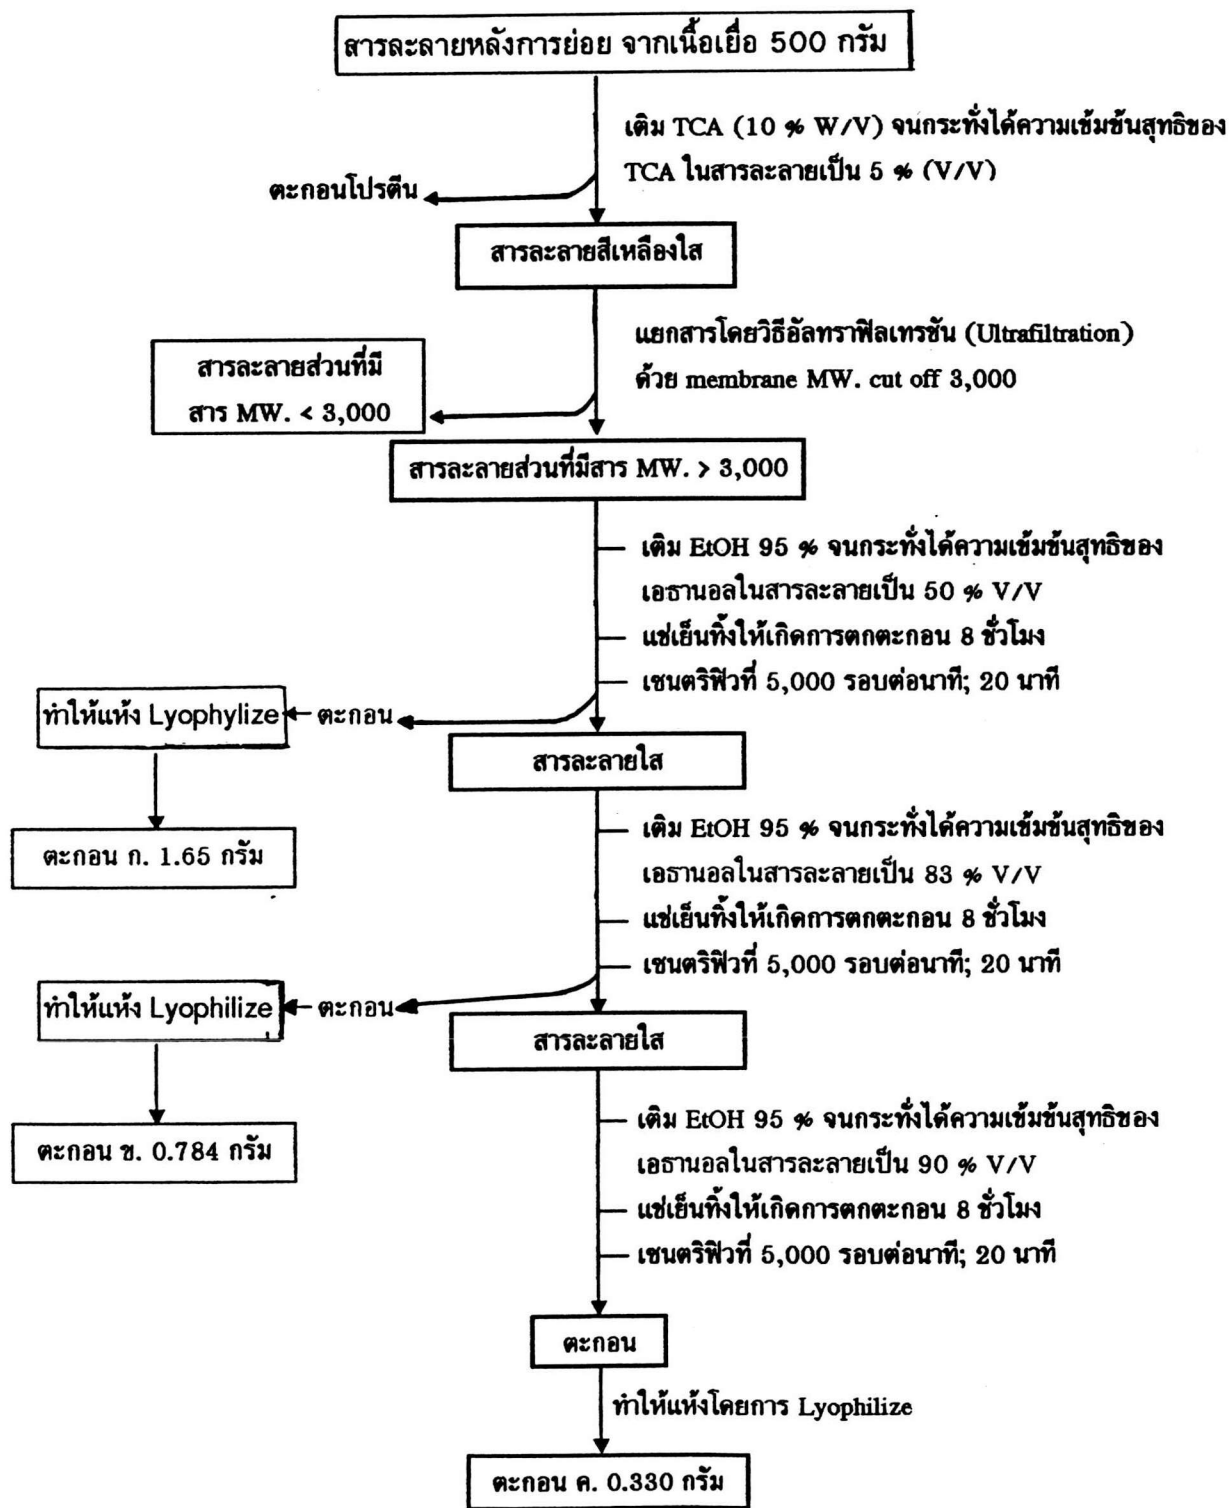 สารละลายหลังการย่อย จากเนื้อเยื่อ 500 กรัม
เติม TCA (10 % W/V) จนกระทั่งได้ความเข้มข้นสุทธิของ
TCA ในสารละลายเป็น 5 % (V/V)
ตะกอนโปรตีน
สารละลายสีเหลืองใส
แยกสารโดยวิธีอัลทราฟิลเทรชัน (Ultrafiltration)
ด้วย membrane MW. cut off 3,000
สารละลายส่วนที่มี
สาร MW. < 3,000
สารละลายส่วนที่มีสาร MW. > 3,000
เติม EtOH 95 % จนกระทั่งได้ความเข้มข้นสุทธิของ
เอธานอลในสารละลายเป็น 50 % V/V
แช่เย็นทิ้งให้เกิดการตกตะกอน 8 ชั่วโมง
เซนตริฟิวที่ 5,000 รอบต่อนาที; 20 นาที
ทำให้แห้ง Lyophylize
ตะกอน
สารละลายใส
ตะกอน ก. 1.65 กรัม
เติม EtOH 95 % จนกระทั่งได้ความเข้มข้นสุทธิของ
เอธานอลในสารละลายเป็น 83 % V/V
แช่เย็นทิ้งให้เกิดการตกตะกอน 8 ชั่วโมง
เซนตริฟิวที่ 5,000 รอบต่อนาที; 20 นาที
ทำให้แห้ง Lyophilize
ตะกอน
สารละลายใส
ตะกอน ข. 0.784 กรัม
เติม EtOH 95 % จนกระทั่งได้ความเข้มข้นสุทธิของ
เอธานอลในสารละลายเป็น 90 % V/V
แช่เย็นทิ้งให้เกิดการตกตะกอน 8 ชั่วโมง
เซนตริฟิวที่ 5,000 รอบต่อนาที; 20 นาที
ตะกอน
ทำให้แห้งโดยการ Lyophilize
ตะกอน ค. 0.330 กรัม